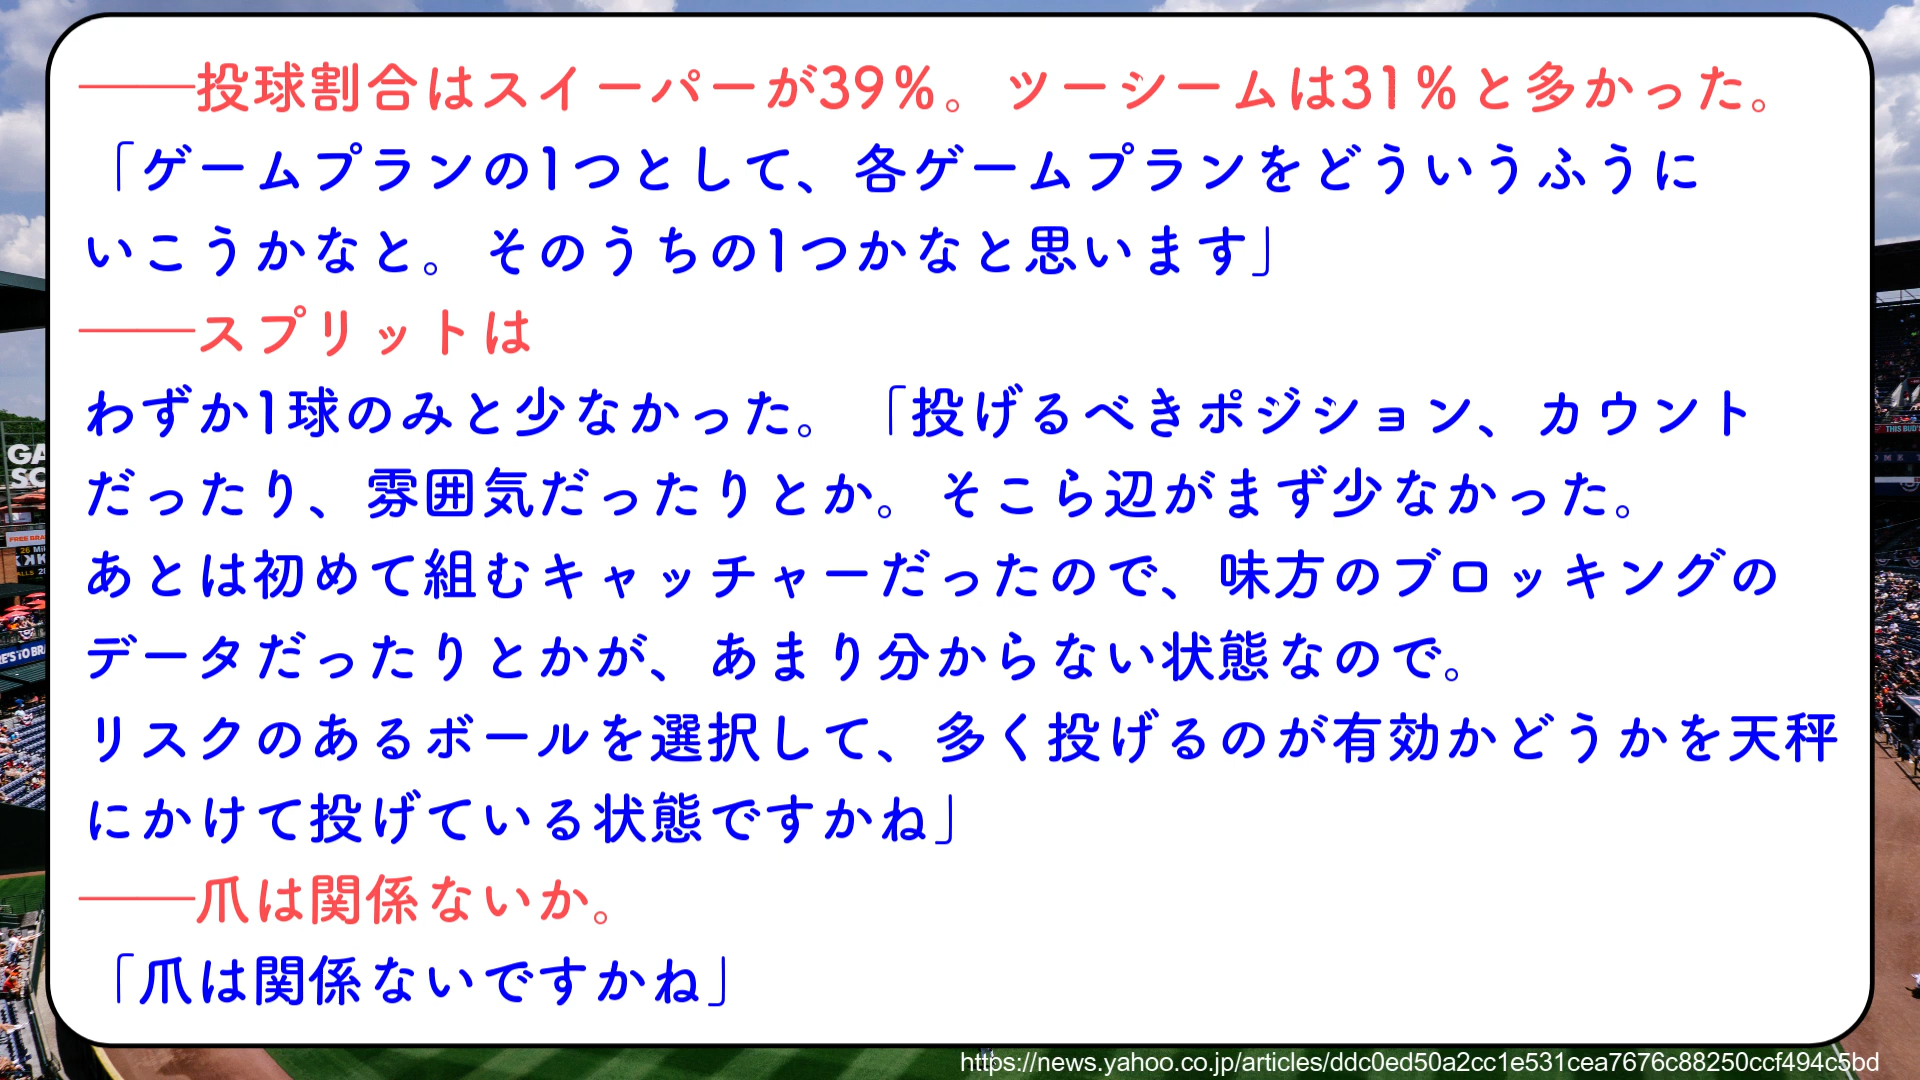 ——投球割合はスイーパーが39％。ツーシームは31％と多かった。
「ゲームプランの1つとして、各ゲームプランをどういうふうに
いこうかなと。そのうちの1つかなと思います」
——スプリットは
わずか1球のみと少なかった。「投げるべきポジション、カウント
だったり、雰囲気だったりとか。そこら辺がまず少なかった。
あとは初めて組むキャッチャーだったので、味方のブロッキングの
データだったりとかが、あまり分からない状態なので。
リスクのあるボールを選択して、多く投げるのが有効かどうかを天秤
にかけて投げている状態ですかね」
——爪は関係ないか。
「爪は関係ないですかね」
https://news.yahoo.co.jp/articles/ddc0ed50a2cc1e531cea7676c88250ccf494c5bd